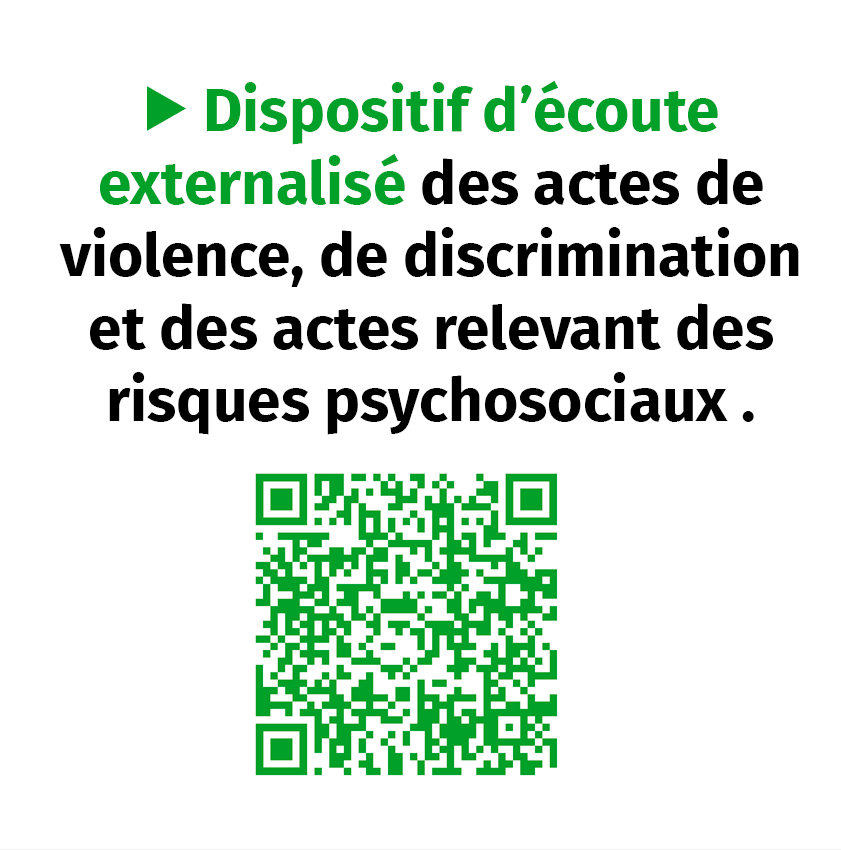 ▶ Dispositif d’écoute
externalisé des actes de
violence, de discrimination
et des actes relevant des
risques psychosociaux .